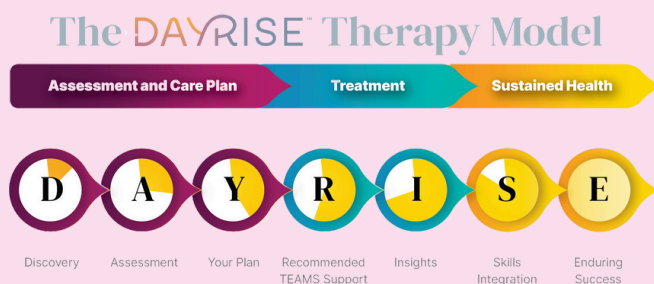 The DAYRISE™ Therapy Model
Assessment and Care Plan
Treatment
Sustained Health
D
A
Y
R
I
S
E
Discovery
Assessment
Your Plan
Recommended
TEAMS Support
Insights
Skills
Integration
Enduring
Success